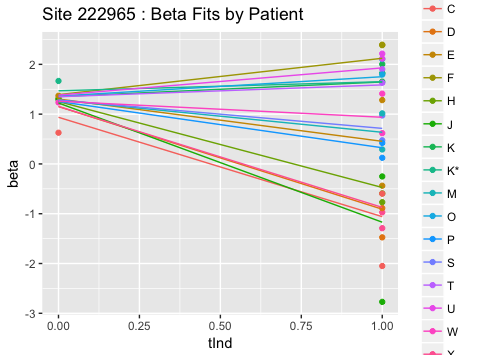 Site 222965 : Beta Fits by Patient
beta
2
1
0
-1
-2
-3
0.00 0.25 0.50 0.75 1.00
tInd
C
D
E
F
H
J
K
K*
M
O
P
S
T
U
W